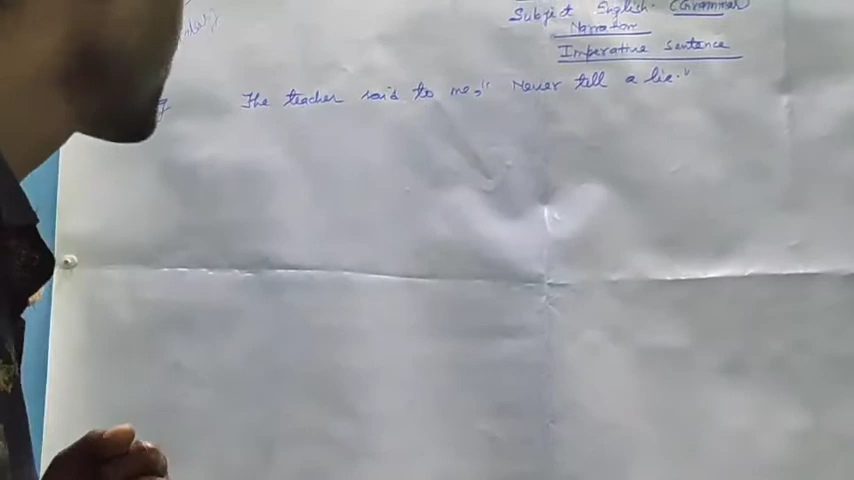 Subject English. (Grammar)
Narration
Imperative sentence
The teacher said to me," Never tell a lie."